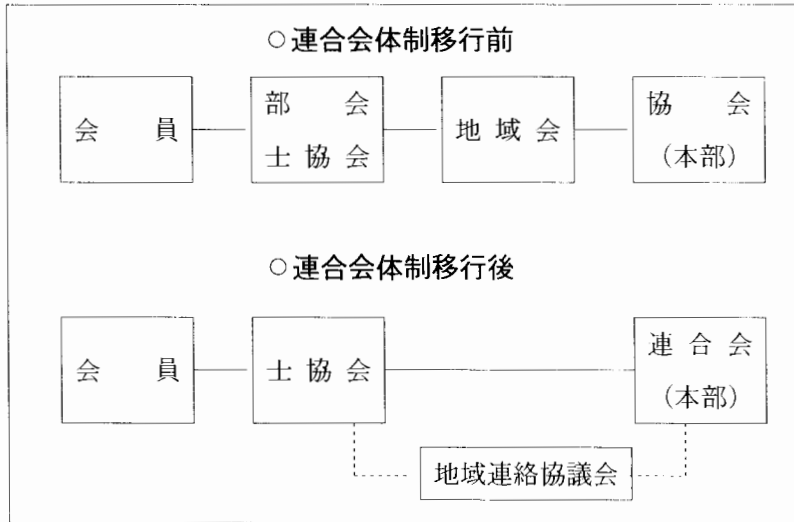 ○連合会体制移行前
会員
部会
士協会
地域会
協会
（本部）
○連合会体制移行後
会員
士協会
連合会
（本部）
地域連絡協議会